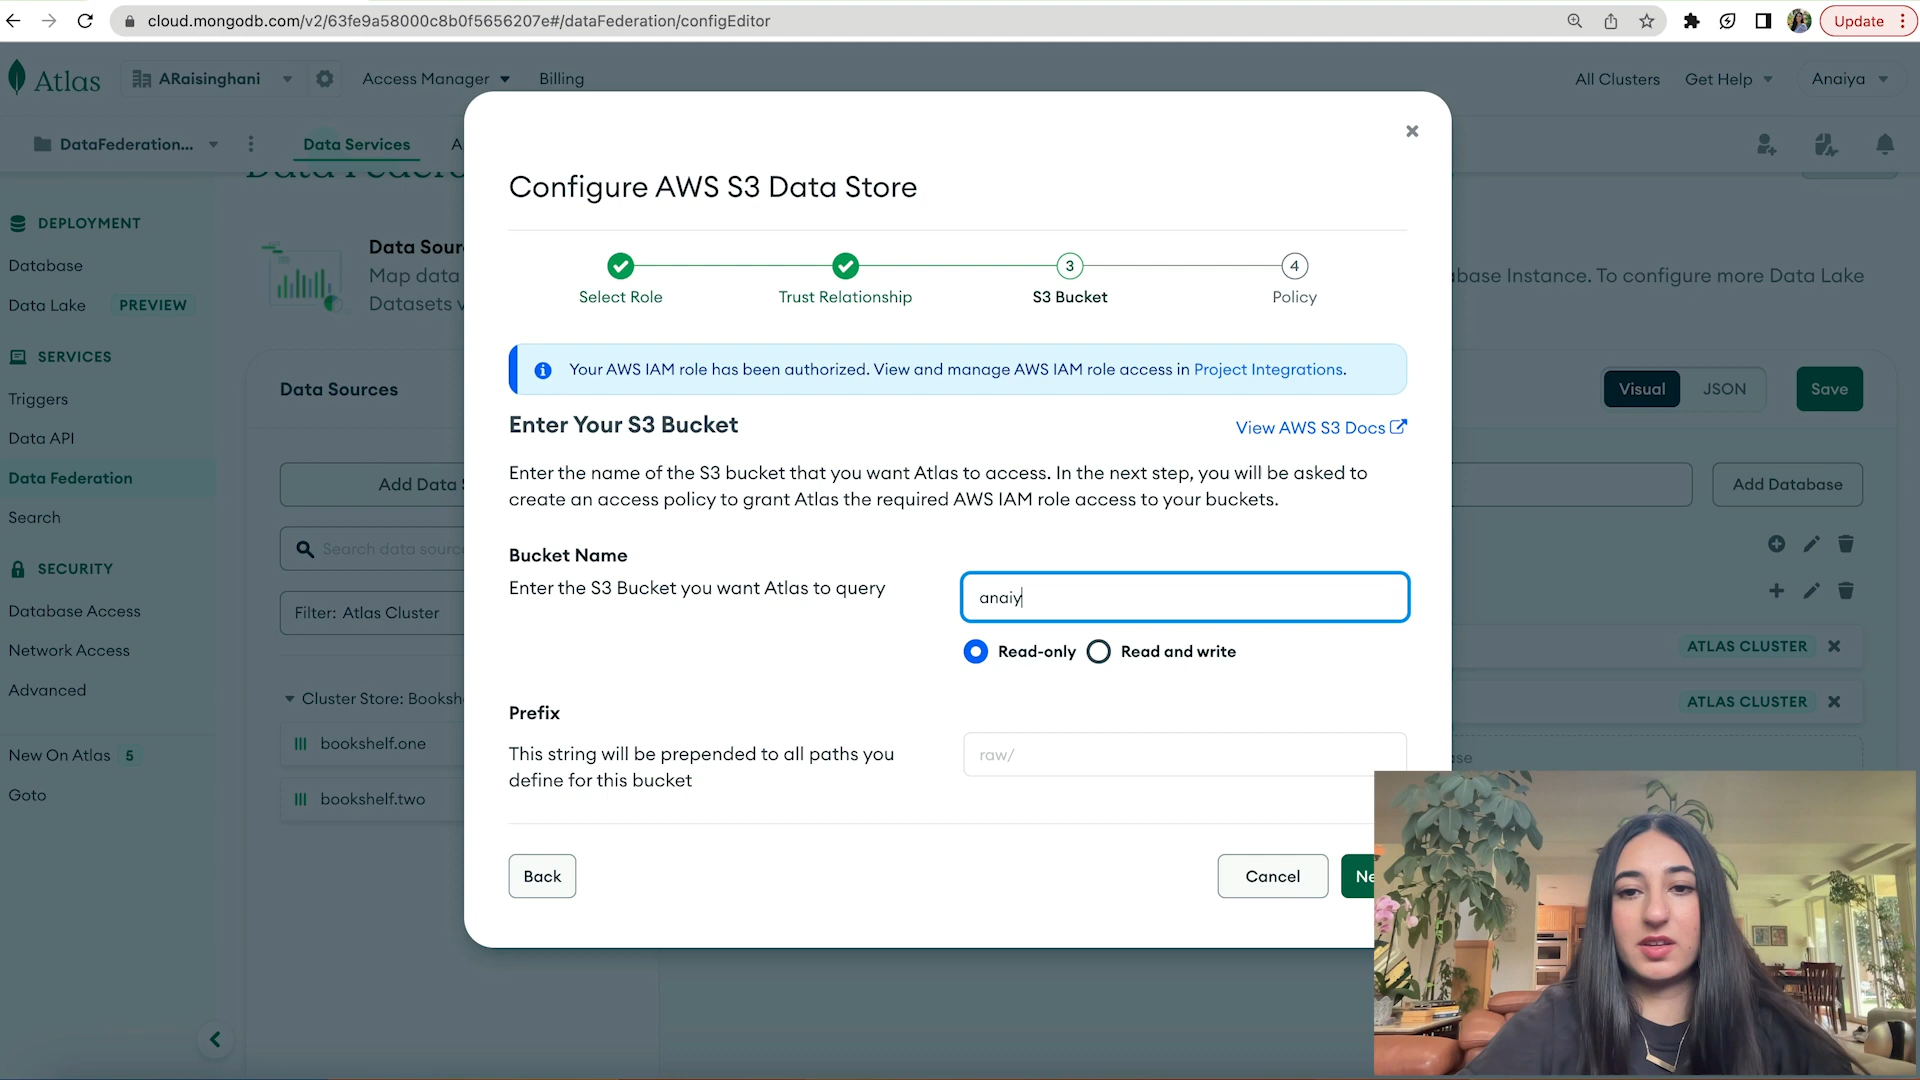 cloud.mongodb.com/v2/63fe9a58000c8b0f5656207e#/dataFederation/configEditor
Update
Atlas
ARaisinghani
Access Manager
Billing
All Clusters
Get Help
Anaiya
DataFederation...
Data Services
A
DEPLOYMENT
Database
Data Lake
PREVIEW
SERVICES
Triggers
Data API
Data Federation
Search
SECURITY
Database Access
Network Access
Advanced
New On Atlas 5
Goto
Data Sour
Map data
Datasets v
base Instance. To configure more Data Lake
Data Sources
Visual
JSON
Save
Add Data S
Add Database
Search data sourc
Filter: Atlas Cluster
Cluster Store: Booksh
bookshelf.one
bookshelf.two
ATLAS CLUSTER
ATLAS CLUSTER
Configure AWS S3 Data Store
Select Role
Trust Relationship
3
S3 Bucket
4
Policy
Your AWS IAM role has been authorized. View and manage AWS IAM role access in Project Integrations.
Enter Your S3 Bucket
View AWS S3 Docs
Enter the name of the S3 bucket that you want Atlas to access. In the next step, you will be asked to
create an access policy to grant Atlas the required AWS IAM role access to your buckets.
Bucket Name
Enter the S3 Bucket you want Atlas to query
anaiy
Read-only
Read and write
Prefix
This string will be prepended to all paths you
define for this bucket
raw/
Back
Cancel
Ne